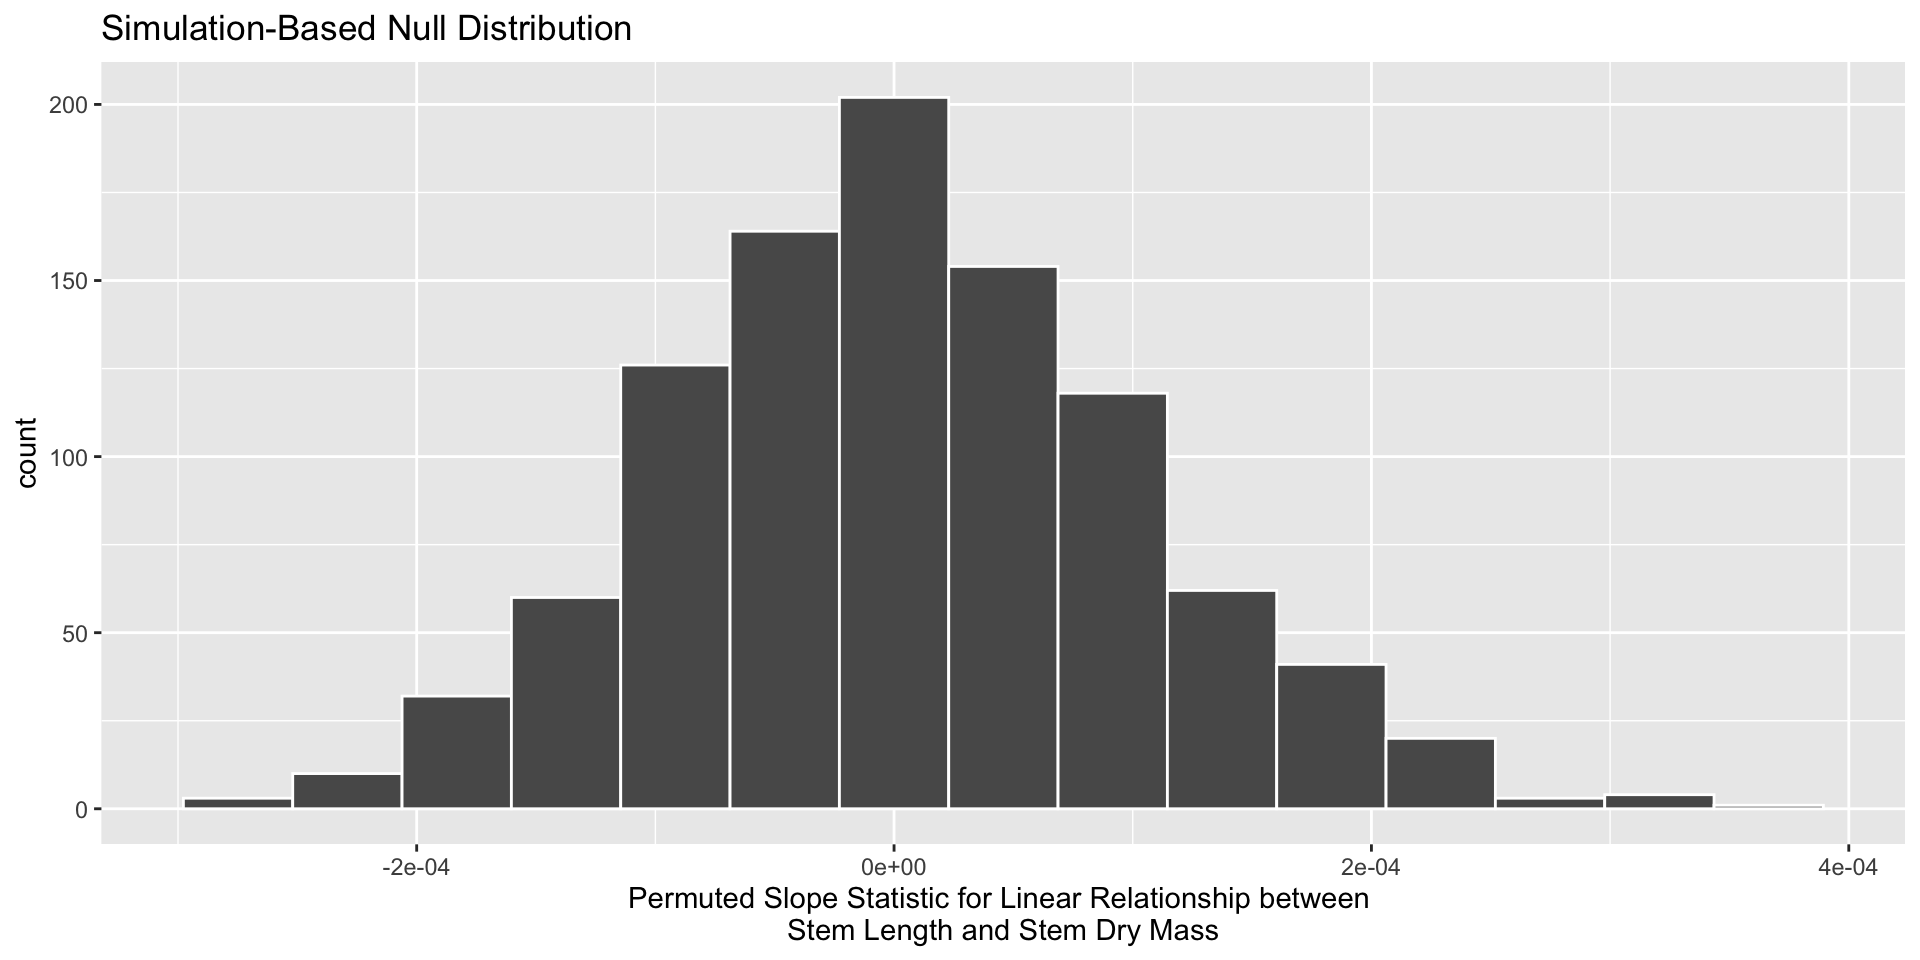 Simulation-Based Null Distribution
200
150
100
50
0
count
-2e-04 0e+00 2e-04 4e-04
Permuted Slope Statistic for Linear Relationship between
Stem Length and Stem Dry Mass